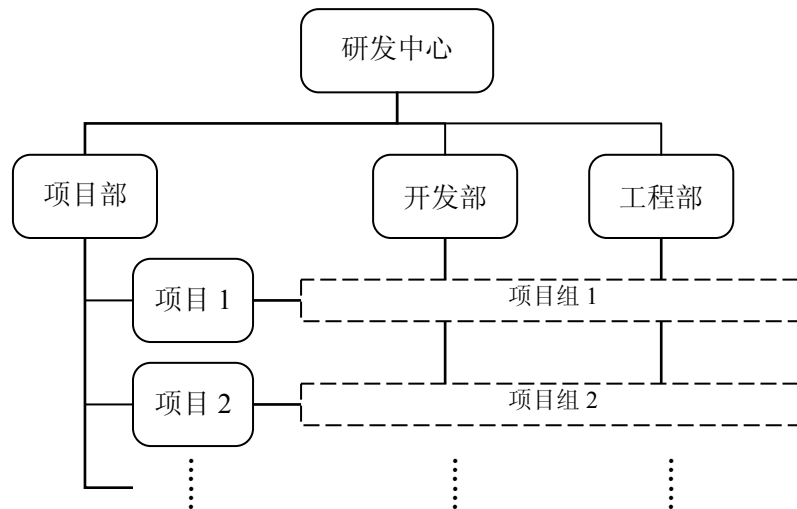 研发中心
项目部
开发部
工程部
项目 1
项目组 1
项目 2
项目组 2